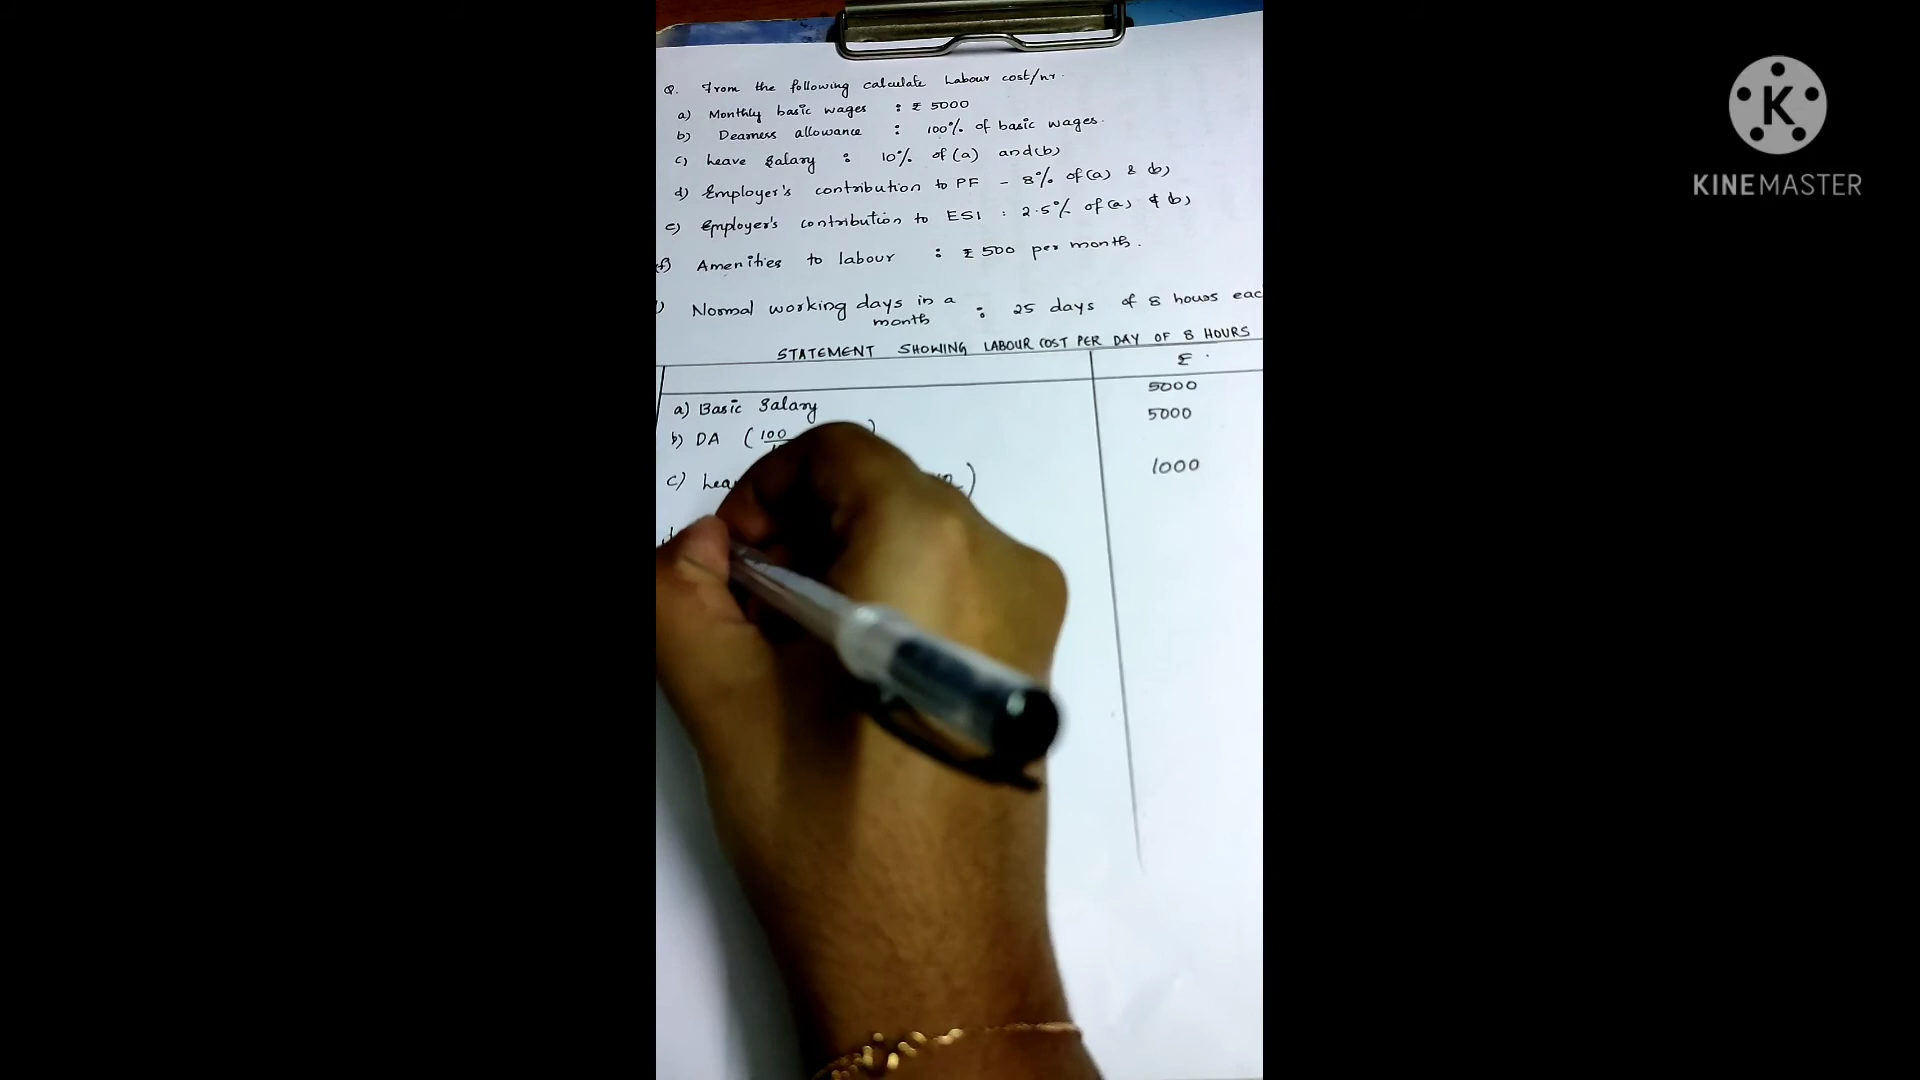 Q. From the following calculate Labour cost/hr.
a) Monthly basic wages : ₹ 5000
b) Dearness allowance : 100% of basic wages.
c) Leave Salary : 10% of (a) and (b)
d) Employer's contribution to PF - 8% of (a) & (b)
e) Employer's contribution to ESI : 2.5% of (a) & b)
f) Amenities to labour : ₹ 500 per month.
) Normal working days in a month : 25 days of 8 hours eac
STATEMENT SHOWING LABOUR COST PER DAY OF 8 HOURS
₹
a) Basic Salary 5000
b) DA (100 ) 5000
c) Lea ) 1000
K
KINEMASTER